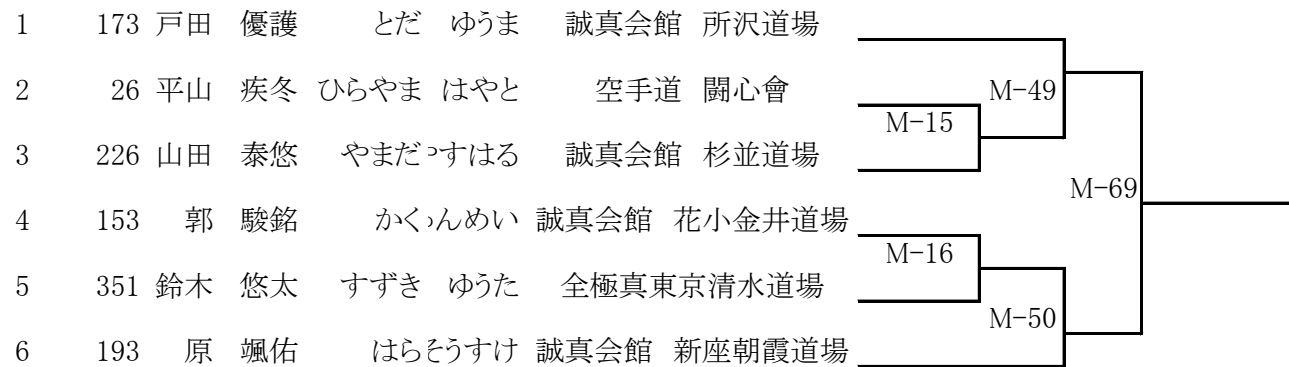 1 173 戸田 優護 とだ ゆうま 誠真会館 所沢道場
2 26 平山 疾冬 ひらやま はやと 空手道 闘心會
M-49
M-15
3 226 山田 泰悠 やまだ すはる 誠真会館 杉並道場
M-69
4 153 郭 駿銘 かく んめい 誠真会館 花小金井道場
M-16
5 351 鈴木 悠太 すずき ゆうた 全極真東京清水道場
M-50
6 193 原 颯佑 はら そうすけ 誠真会館 新座朝霞道場